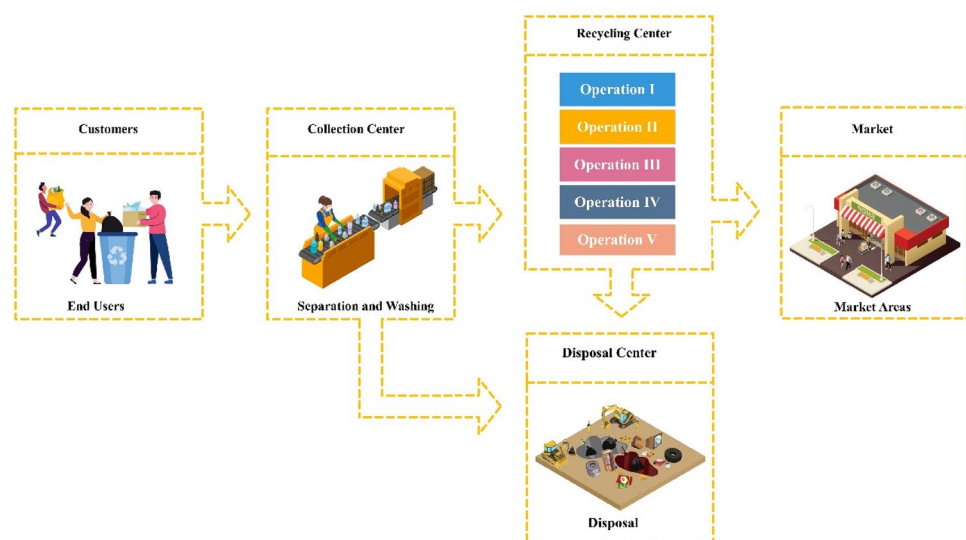 Customers
End Users
Collection Center
Separation and Washing
Recycling Center
Operation I
Operation II
Operation III
Operation IV
Operation V
Disposal Center
Disposal
Market
Market Areas